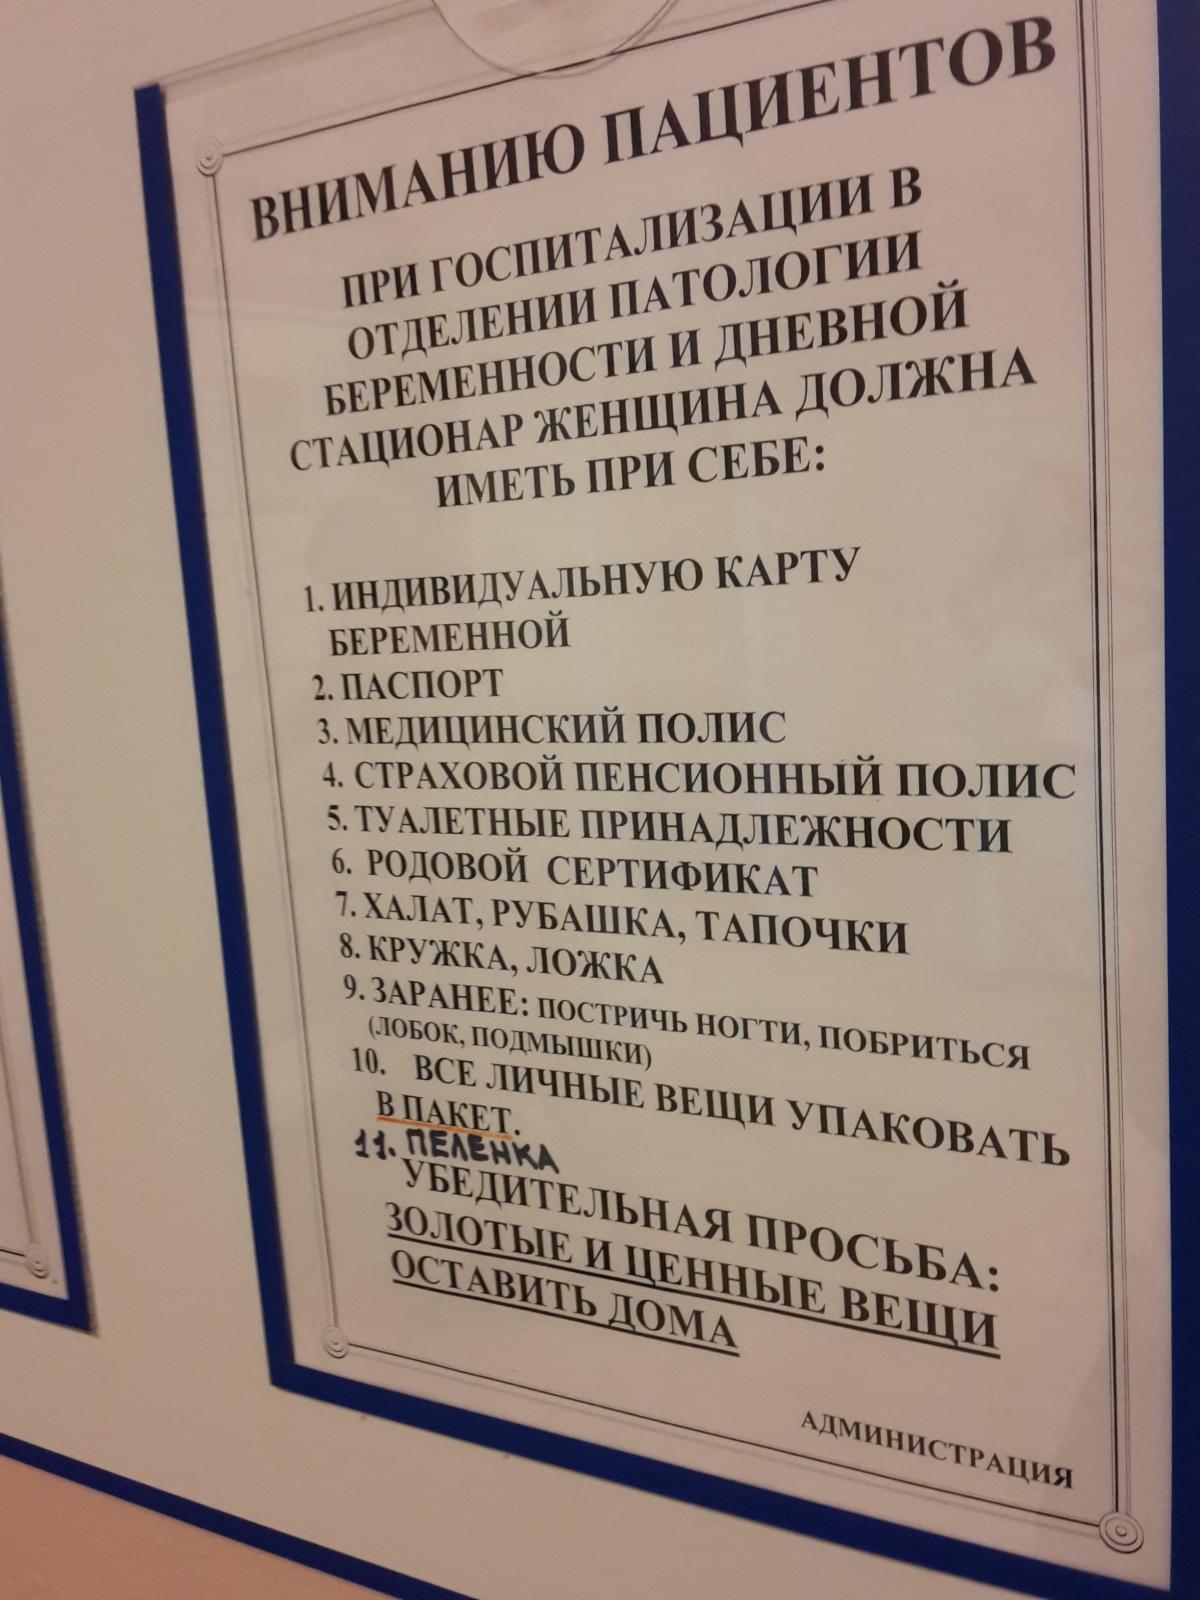 ВНИМАНИЮ ПАЦИЕНТОВ
ПРИ ГОСПИТАЛИЗАЦИИ В
ОТДЕЛЕНИИ ПАТОЛОГИИ
БЕРЕМЕННОСТИ И ДНЕВНОЙ
СТАЦИОНАР ЖЕНЩИНА ДОЛЖНА
ИМЕТЬ ПРИ СЕБЕ:
1. ИНДИВИДУАЛЬНУЮ КАРТУ
БЕРЕМЕННОЙ
2. ПАСПОРТ
3. МЕДИЦИНСКИЙ ПОЛИС
4. СТРАХОВОЙ ПЕНСИОННЫЙ ПОЛИС
5. ТУАЛЕТНЫЕ ПРИНАДЛЕЖНОСТИ
6. РОДОВОЙ СЕРТИФИКАТ
7. ХАЛАТ, РУБАШКА, ТАПОЧКИ
8. КРУЖКА, ЛОЖКА
9. ЗАРАНЕЕ: ПОСТРИЧЬ НОГТИ, ПОБРИТЬСЯ
(ЛОБОК, ПОДМЫШКИ)
10. ВСЕ ЛИЧНЫЕ ВЕЩИ УПАКОВАТЬ
В ПАКЕТ.
11. ПЕЛЕНКА
УБЕДИТЕЛЬНАЯ ПРОСЬБА:
ЗОЛОТЫЕ И ЦЕННЫЕ ВЕЩИ
ОСТАВИТЬ ДОМА
АДМИНИСТРАЦИЯ